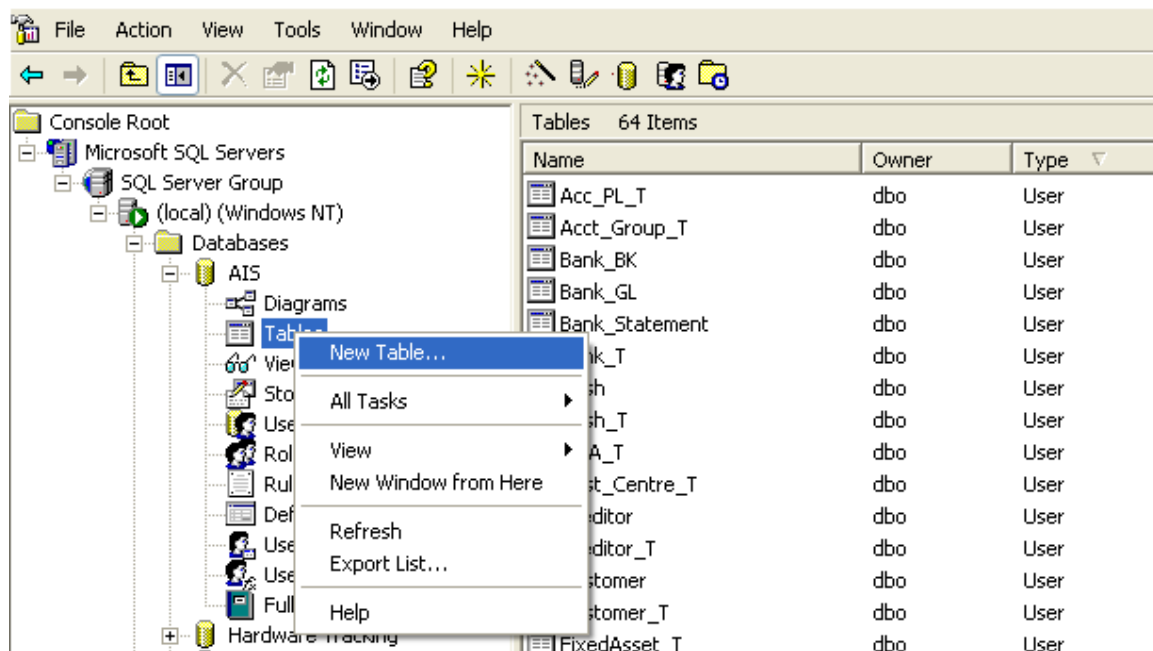 File Action View Tools Window Help
Console Root
Microsoft SQL Servers
SQL Server Group
(local) (Windows NT)
Databases
AIS
Diagrams
Tables
New Table...
All Tasks
View
New Window from Here
Refresh
Export List...
Help
Hardware Tracking
Tables 64 Items
Name Owner Type
Acc_PL_T dbo User
Acct_Group_T dbo User
Bank_BK dbo User
Bank_GL dbo User
Bank_Statement dbo User
dbo User
dbo User
dbo User
dbo User
dbo User
dbo User
dbo User
dbo User
dbo User
FixedAsset_T dbo User